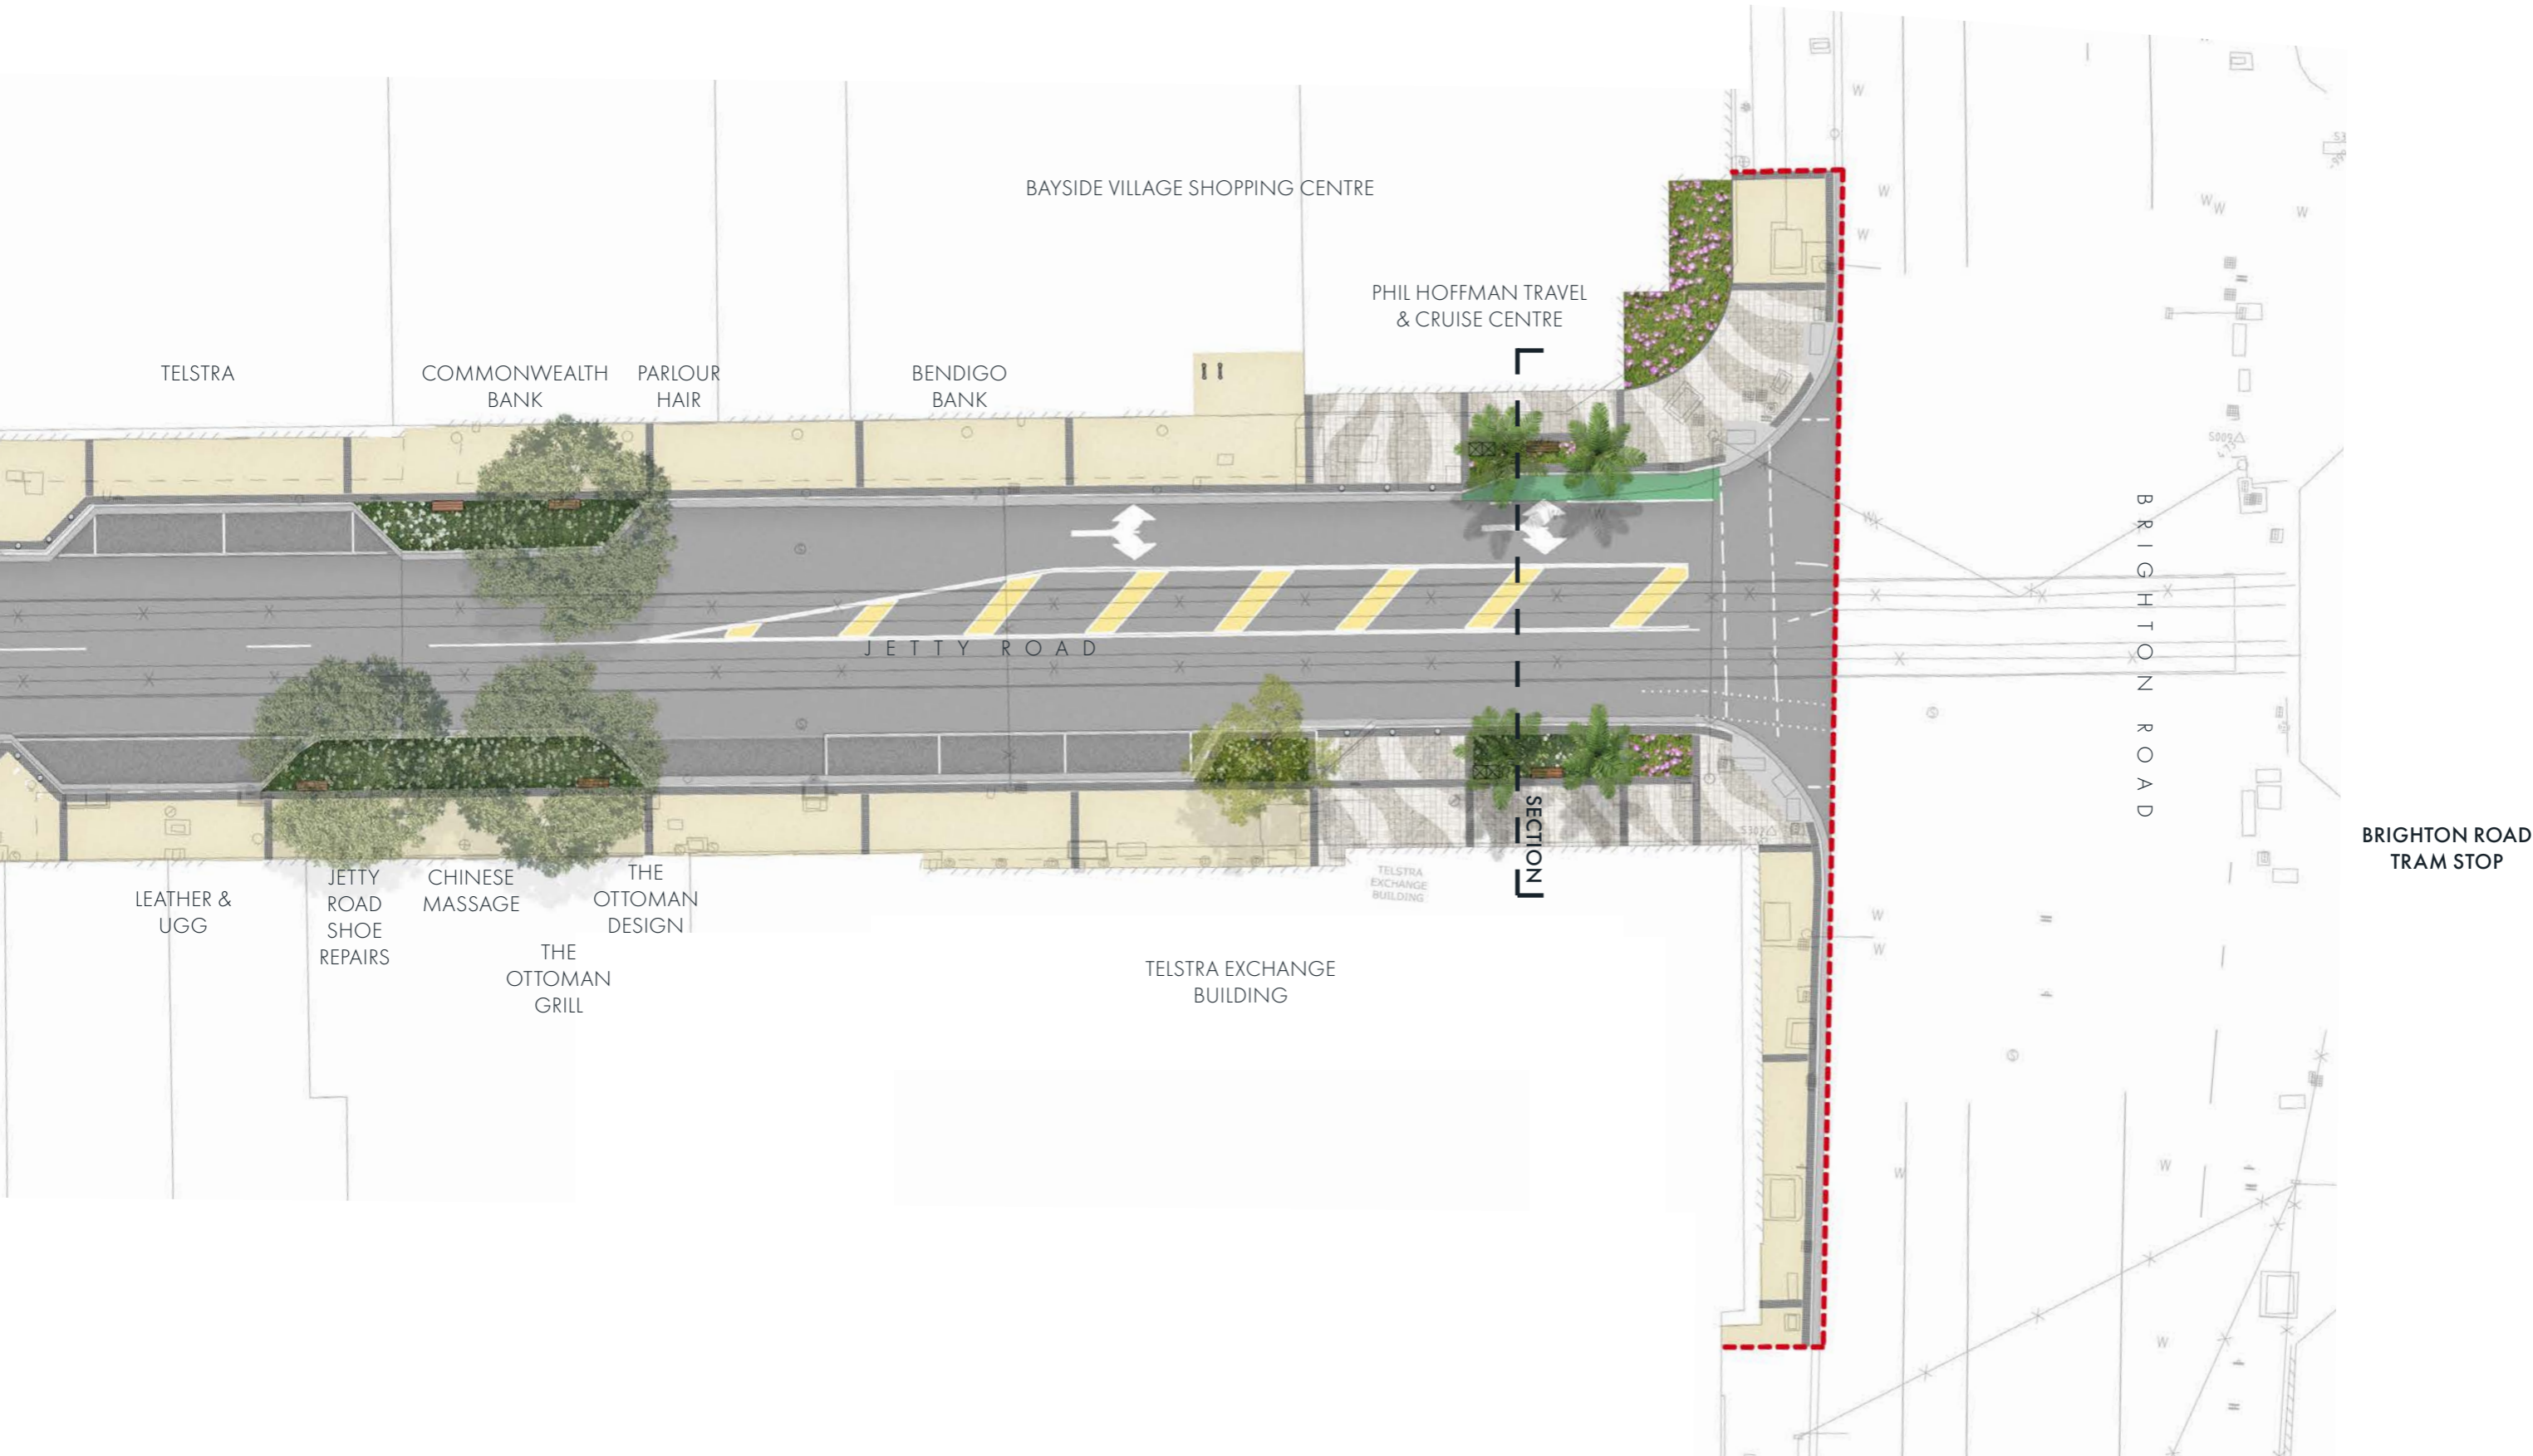 BAYSIDE VILLAGE SHOPPING CENTRE
PHIL HOFFMAN TRAVEL
& CRUISE CENTRE
TELSTRA
COMMONWEALTH
BANK
PARLOUR
HAIR
BENDIGO
BANK
JETTY ROAD
BRIGHTON ROAD
SECTION
BRIGHTON ROAD
TRAM STOP
LEATHER &
UGG
JETTY
ROAD
SHOE
REPAIRS
CHINESE
MASSAGE
THE
OTTOMAN
DESIGN
THE
OTTOMAN
GRILL
TELSTRA
EXCHANGE
BUILDING
TELSTRA EXCHANGE
BUILDING